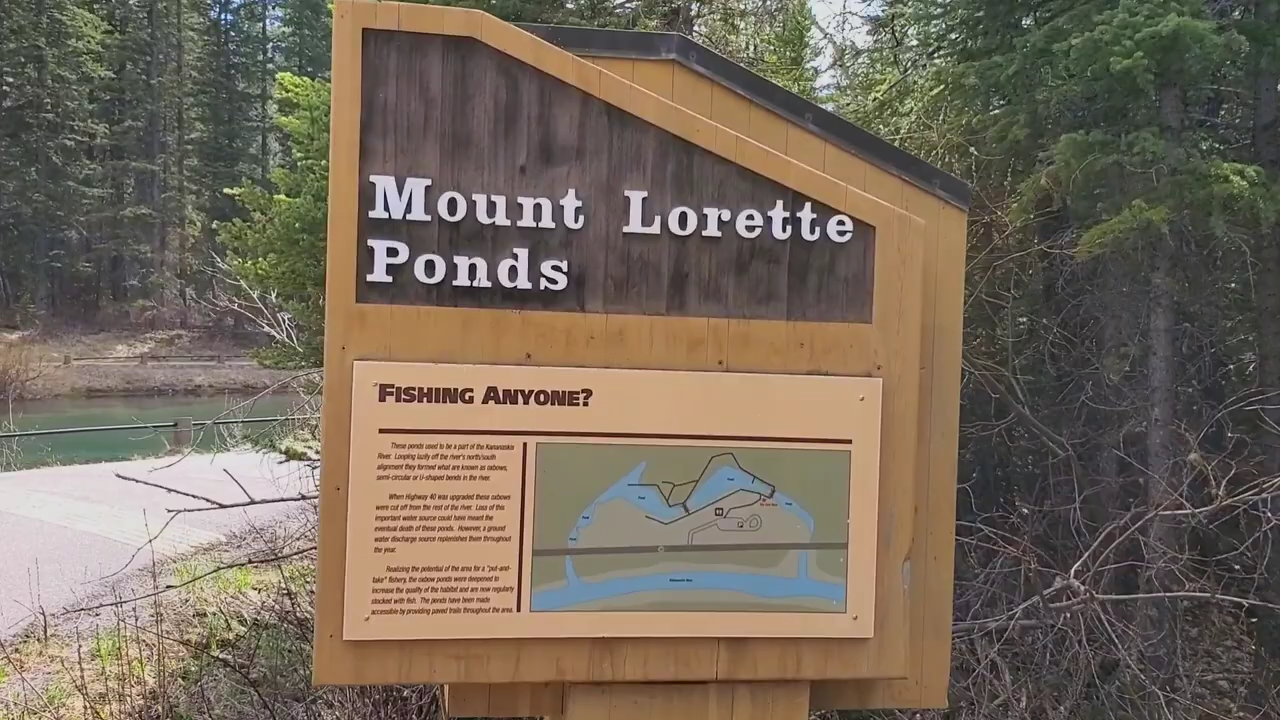 Mount Lorette
Ponds
FISHING ANYONE?
These ponds used to be a part of the Kananaskis
River. Looping lazily off the river's north/south
alignment they formed what are known as oxbows,
semi-circular or U-shaped bends in the river.
When Highway 40 was upgraded these oxbows
were cut off from the rest of the river. Loss of this
important water source could have meant the
eventual death of these ponds. However, a ground
water discharge source replenishes them throughout
the year.
Realizing the potential of the area for a "put-and-
take" fishery, the oxbow ponds were deepened to
increase the quality of the habitat and are now regularly
stocked with fish. The ponds have been made
accessible by providing paved trails throughout the area.
Pond
Pond
Pond
Pond
P